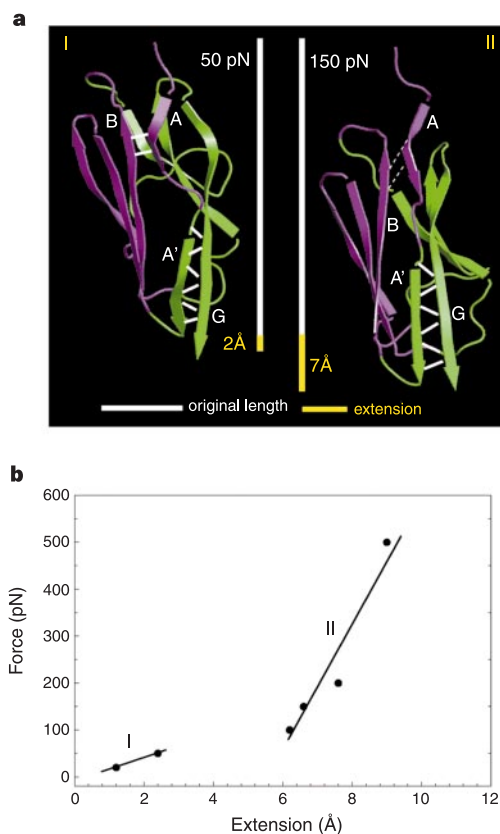 a
I
50 pN
150 pN
II
B
A
A
B
A'
A'
G
G
2Å
7Å
original length
extension
b
600
500
400
300
200
100
0
Force (pN)
I
II
0
2
4
6
8
10
12
Extension (Å)